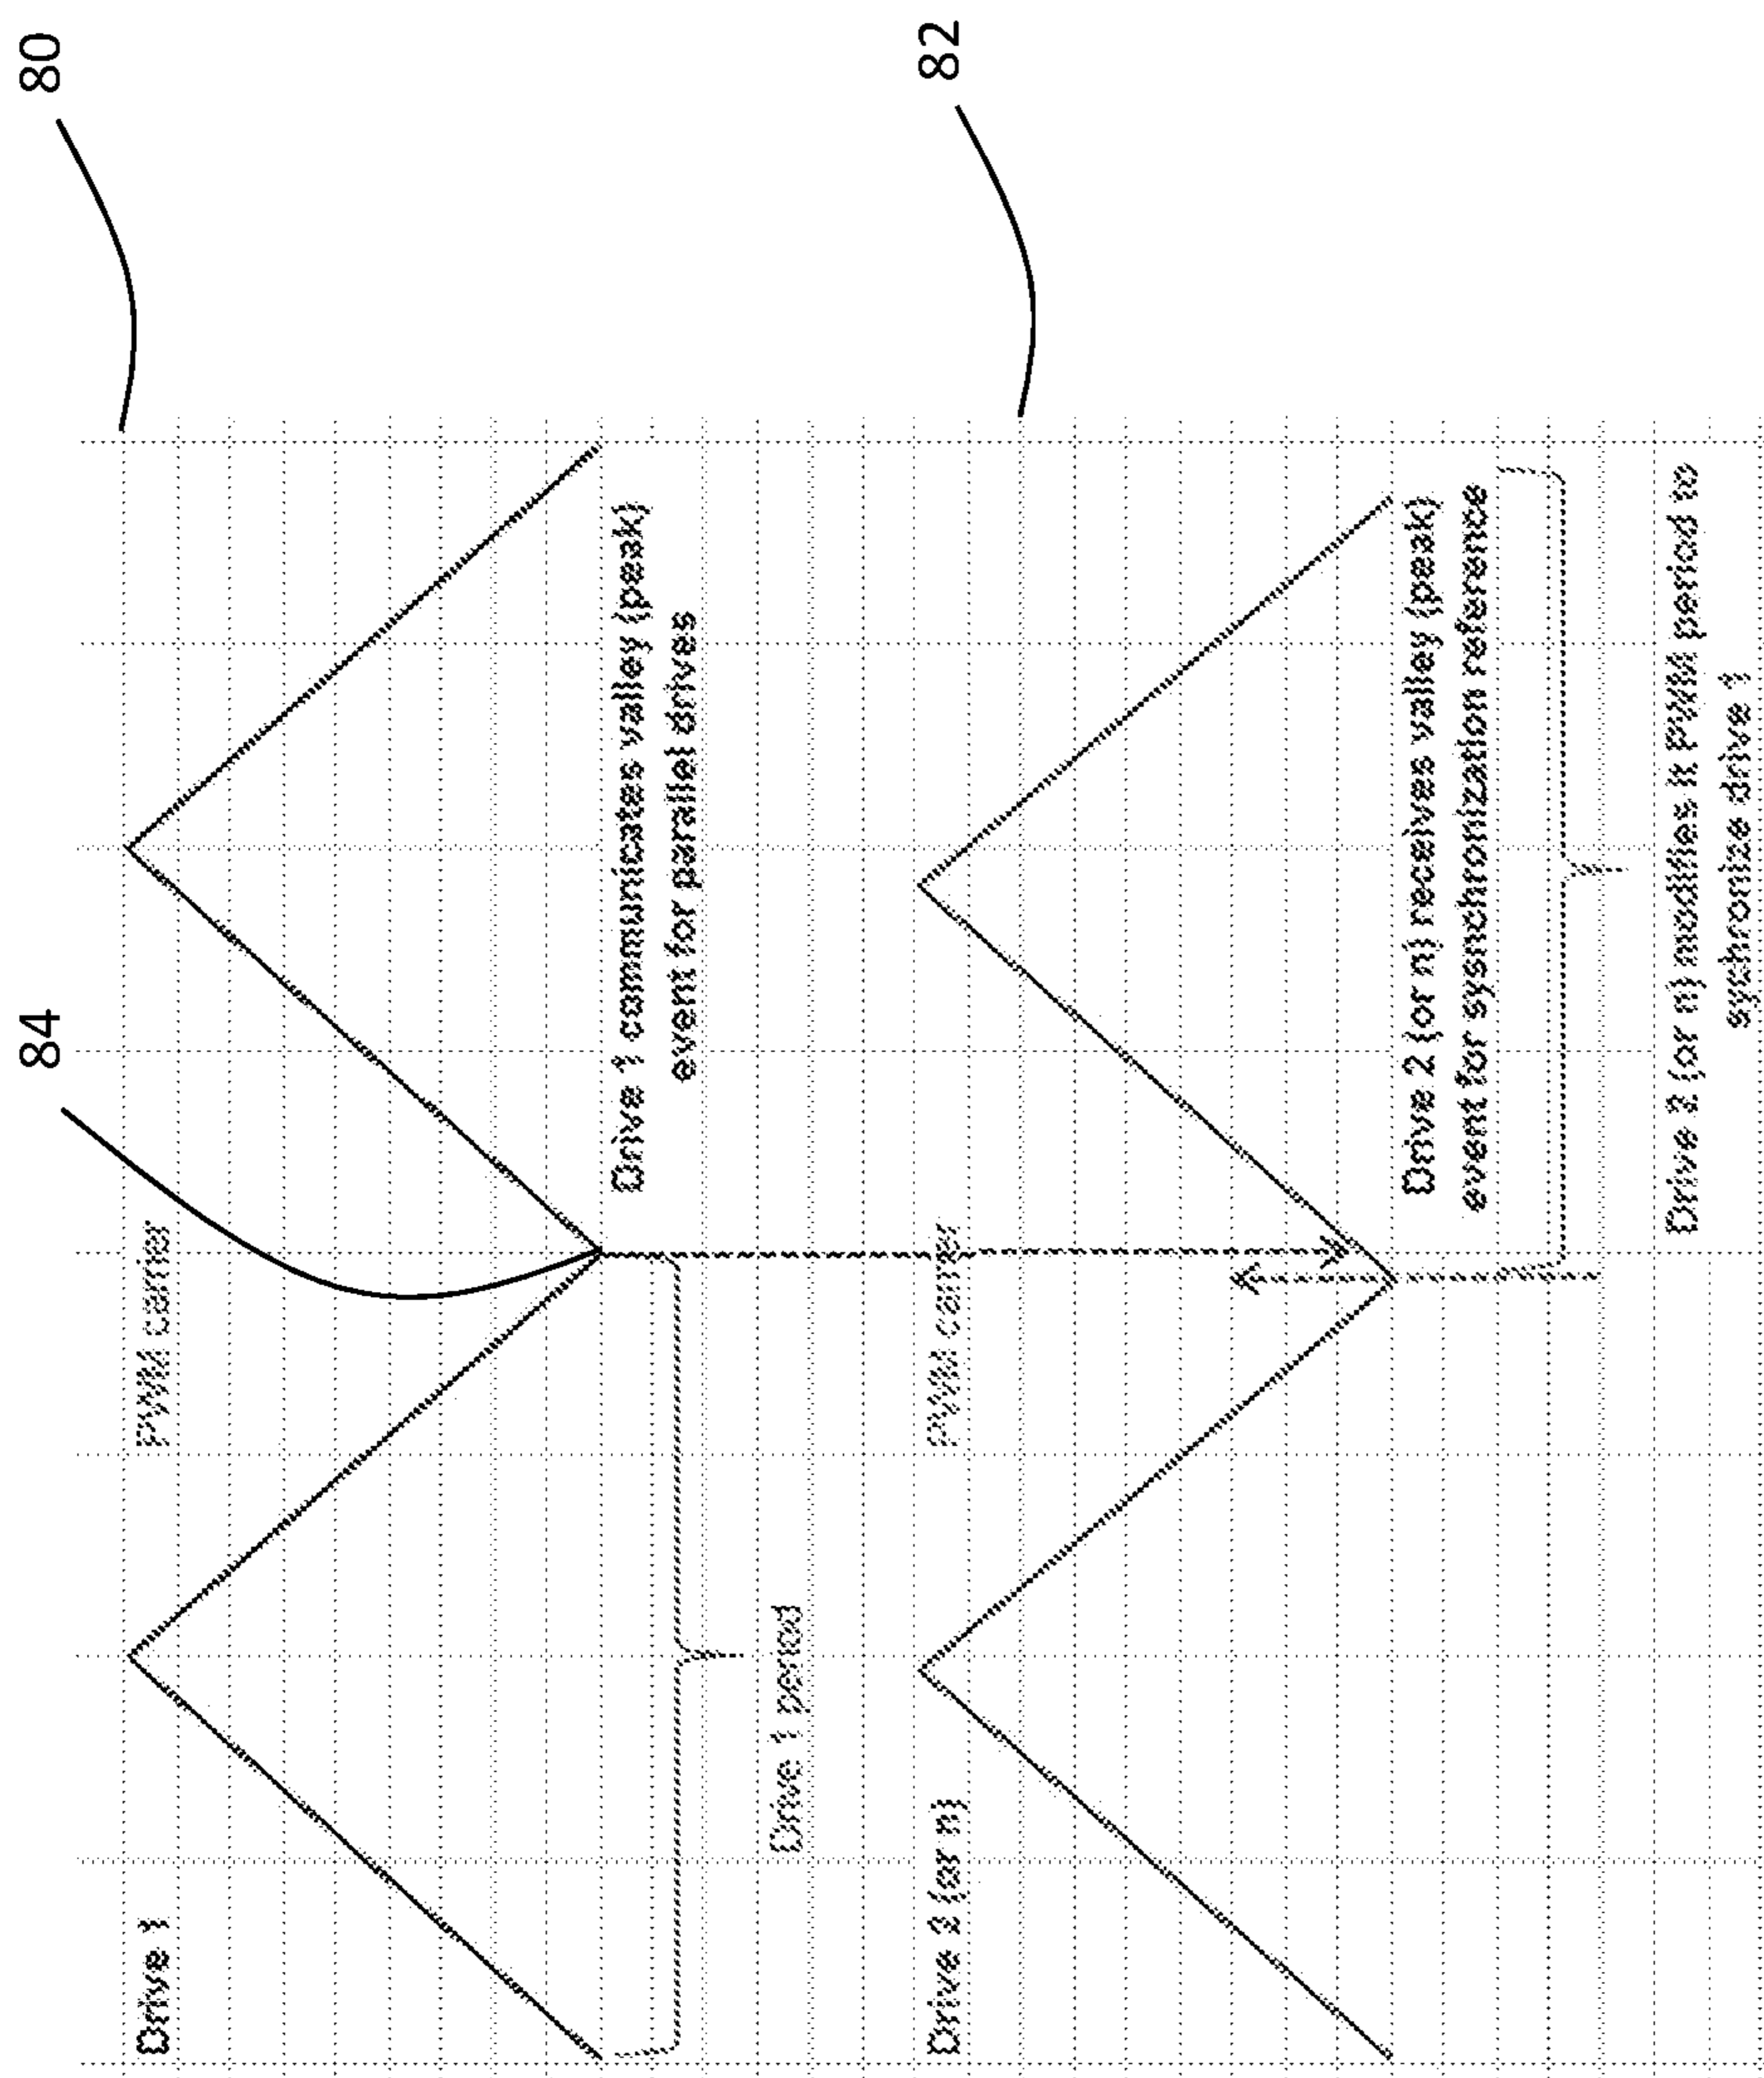 80
Drive 1
PWM carrier
84
Drive 1 communicates valley (peak)
event for parallel drives
Drive 1 period
82
Drive 2 (or n)
PWM carrier
Drive 2 (or n) receives valley (peak)
event for sysnchronization reference
Drive 2 (or n) modifies it PWM period to
sychronize drive 1